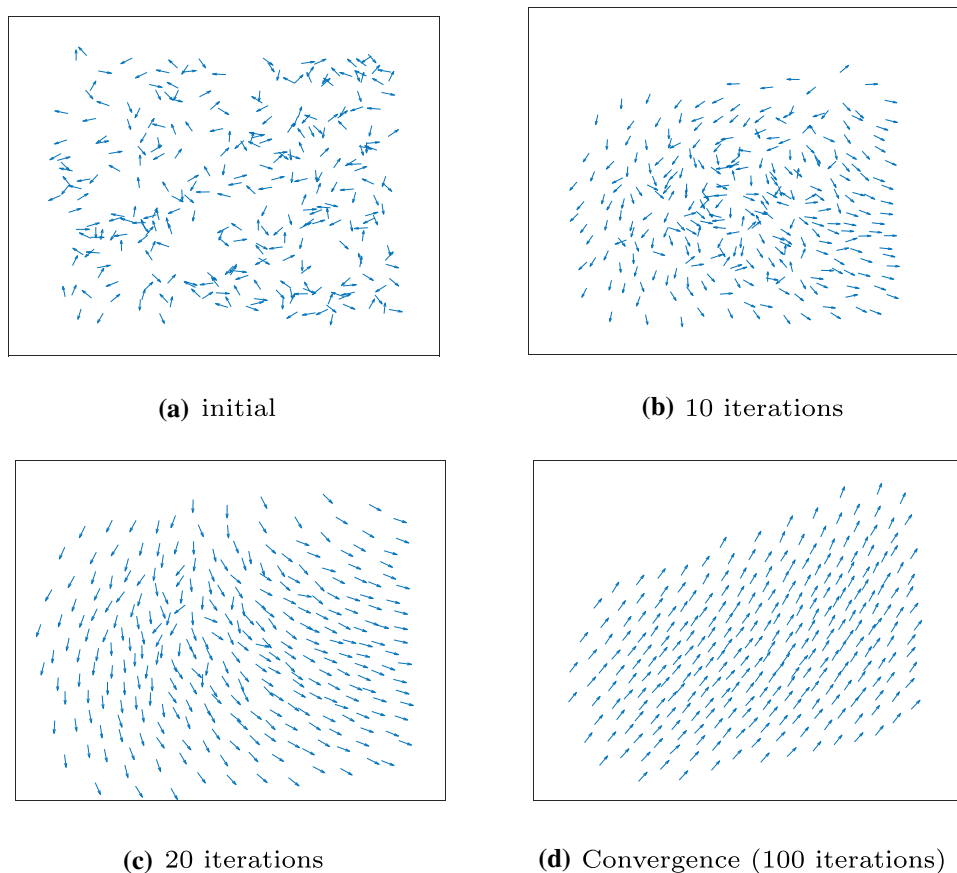 (a) initial
(b) 10 iterations
(c) 20 iterations
(d) Convergence (100 iterations)